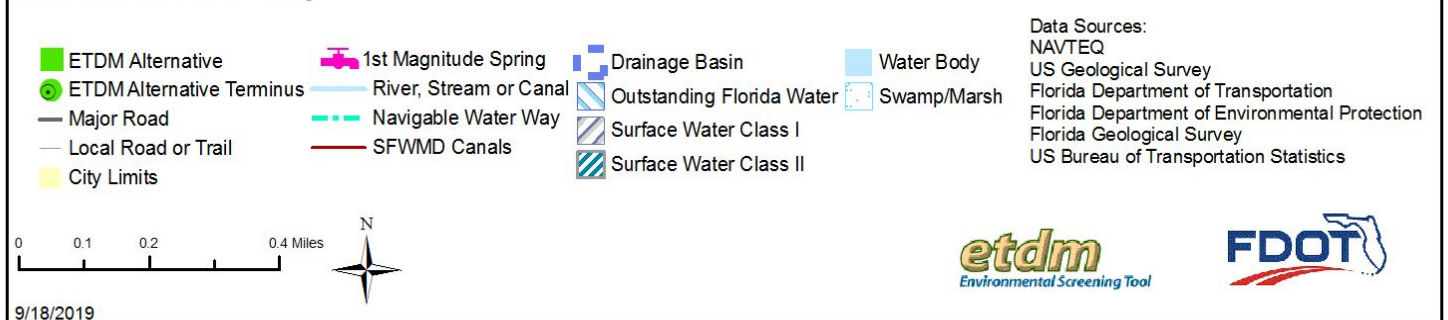 ETDM Alternative
ETDM Alternative Terminus
Major Road
Local Road or Trail
City Limits
1st Magnitude Spring
River, Stream or Canal
Navigable Water Way
SFWMD Canals
Drainage Basin
Outstanding Florida Water
Surface Water Class I
Surface Water Class II
Water Body
Swamp/Marsh
Data Sources:
NAVTEQ
US Geological Survey
Florida Department of Transportation
Florida Department of Environmental Protection
Florida Geological Survey
US Bureau of Transportation Statistics
0 0.1 0.2 0.4 Miles
N
etdm
Environmental Screening Tool
FDOT
9/18/2019